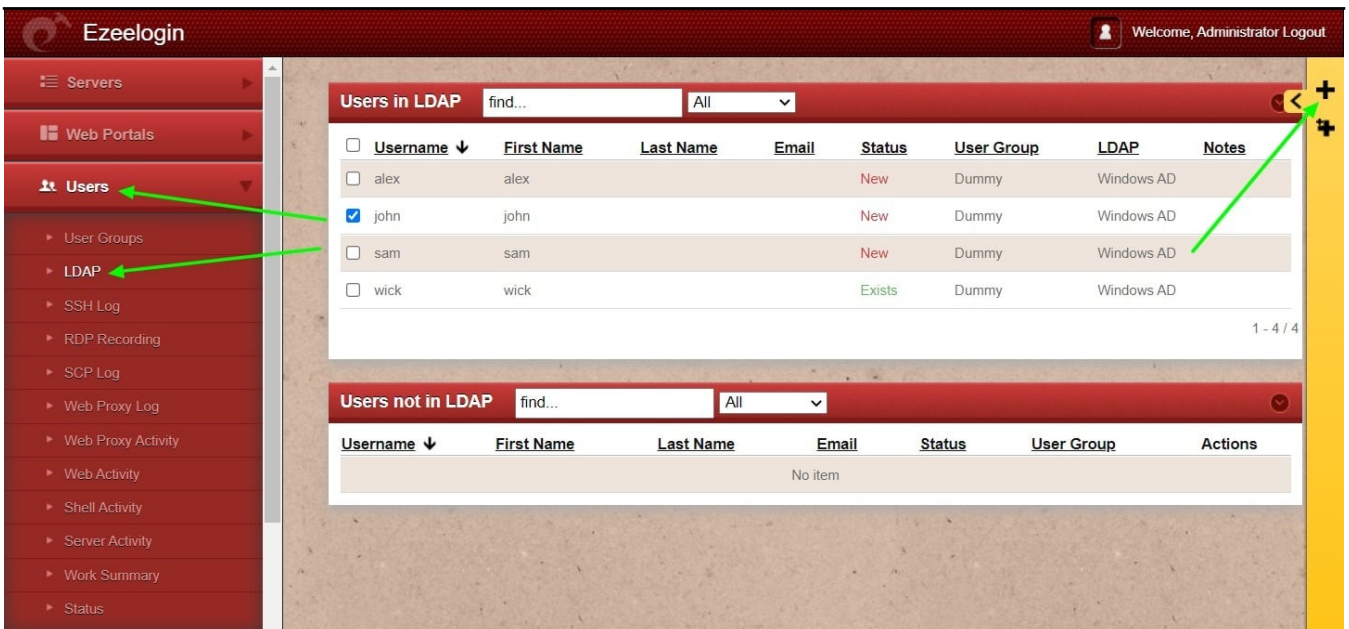 Ezeelogin
Welcome, Administrator Logout
Servers
Web Portals
Users
User Groups
LDAP
SSH Log
RDP Recording
SCP Log
Web Proxy Log
Web Proxy Activity
Web Activity
Shell Activity
Server Activity
Work Summary
Status
Users in LDAP find... All
Username First Name Last Name Email Status User Group LDAP Notes
alex alex New Dummy Windows AD
john john New Dummy Windows AD
sam sam New Dummy Windows AD
wick wick Exists Dummy Windows AD
1 - 4 / 4
Users not in LDAP find... All
Username First Name Last Name Email Status User Group Actions
No item